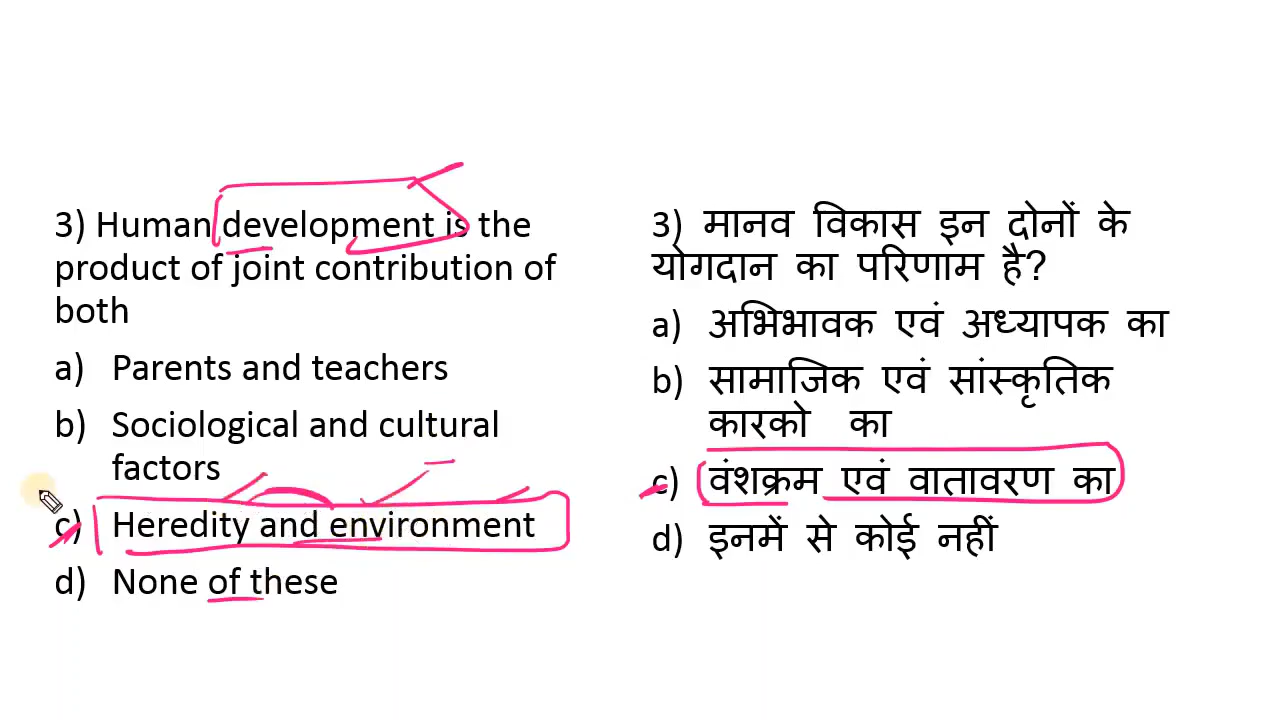 3) Human development is the
product of joint contribution of
both
a) Parents and teachers
b) Sociological and cultural
factors
c) Heredity and environment
d) None of these
3) मानव विकास इन दोनों के
योगदान का परिणाम है?
a) अभिभावक एवं अध्यापक का
b) सामाजिक एवं सांस्कृतिक
कारको का
c) वंशक्रम एवं वातावरण का
d) इनमें से कोई नहीं